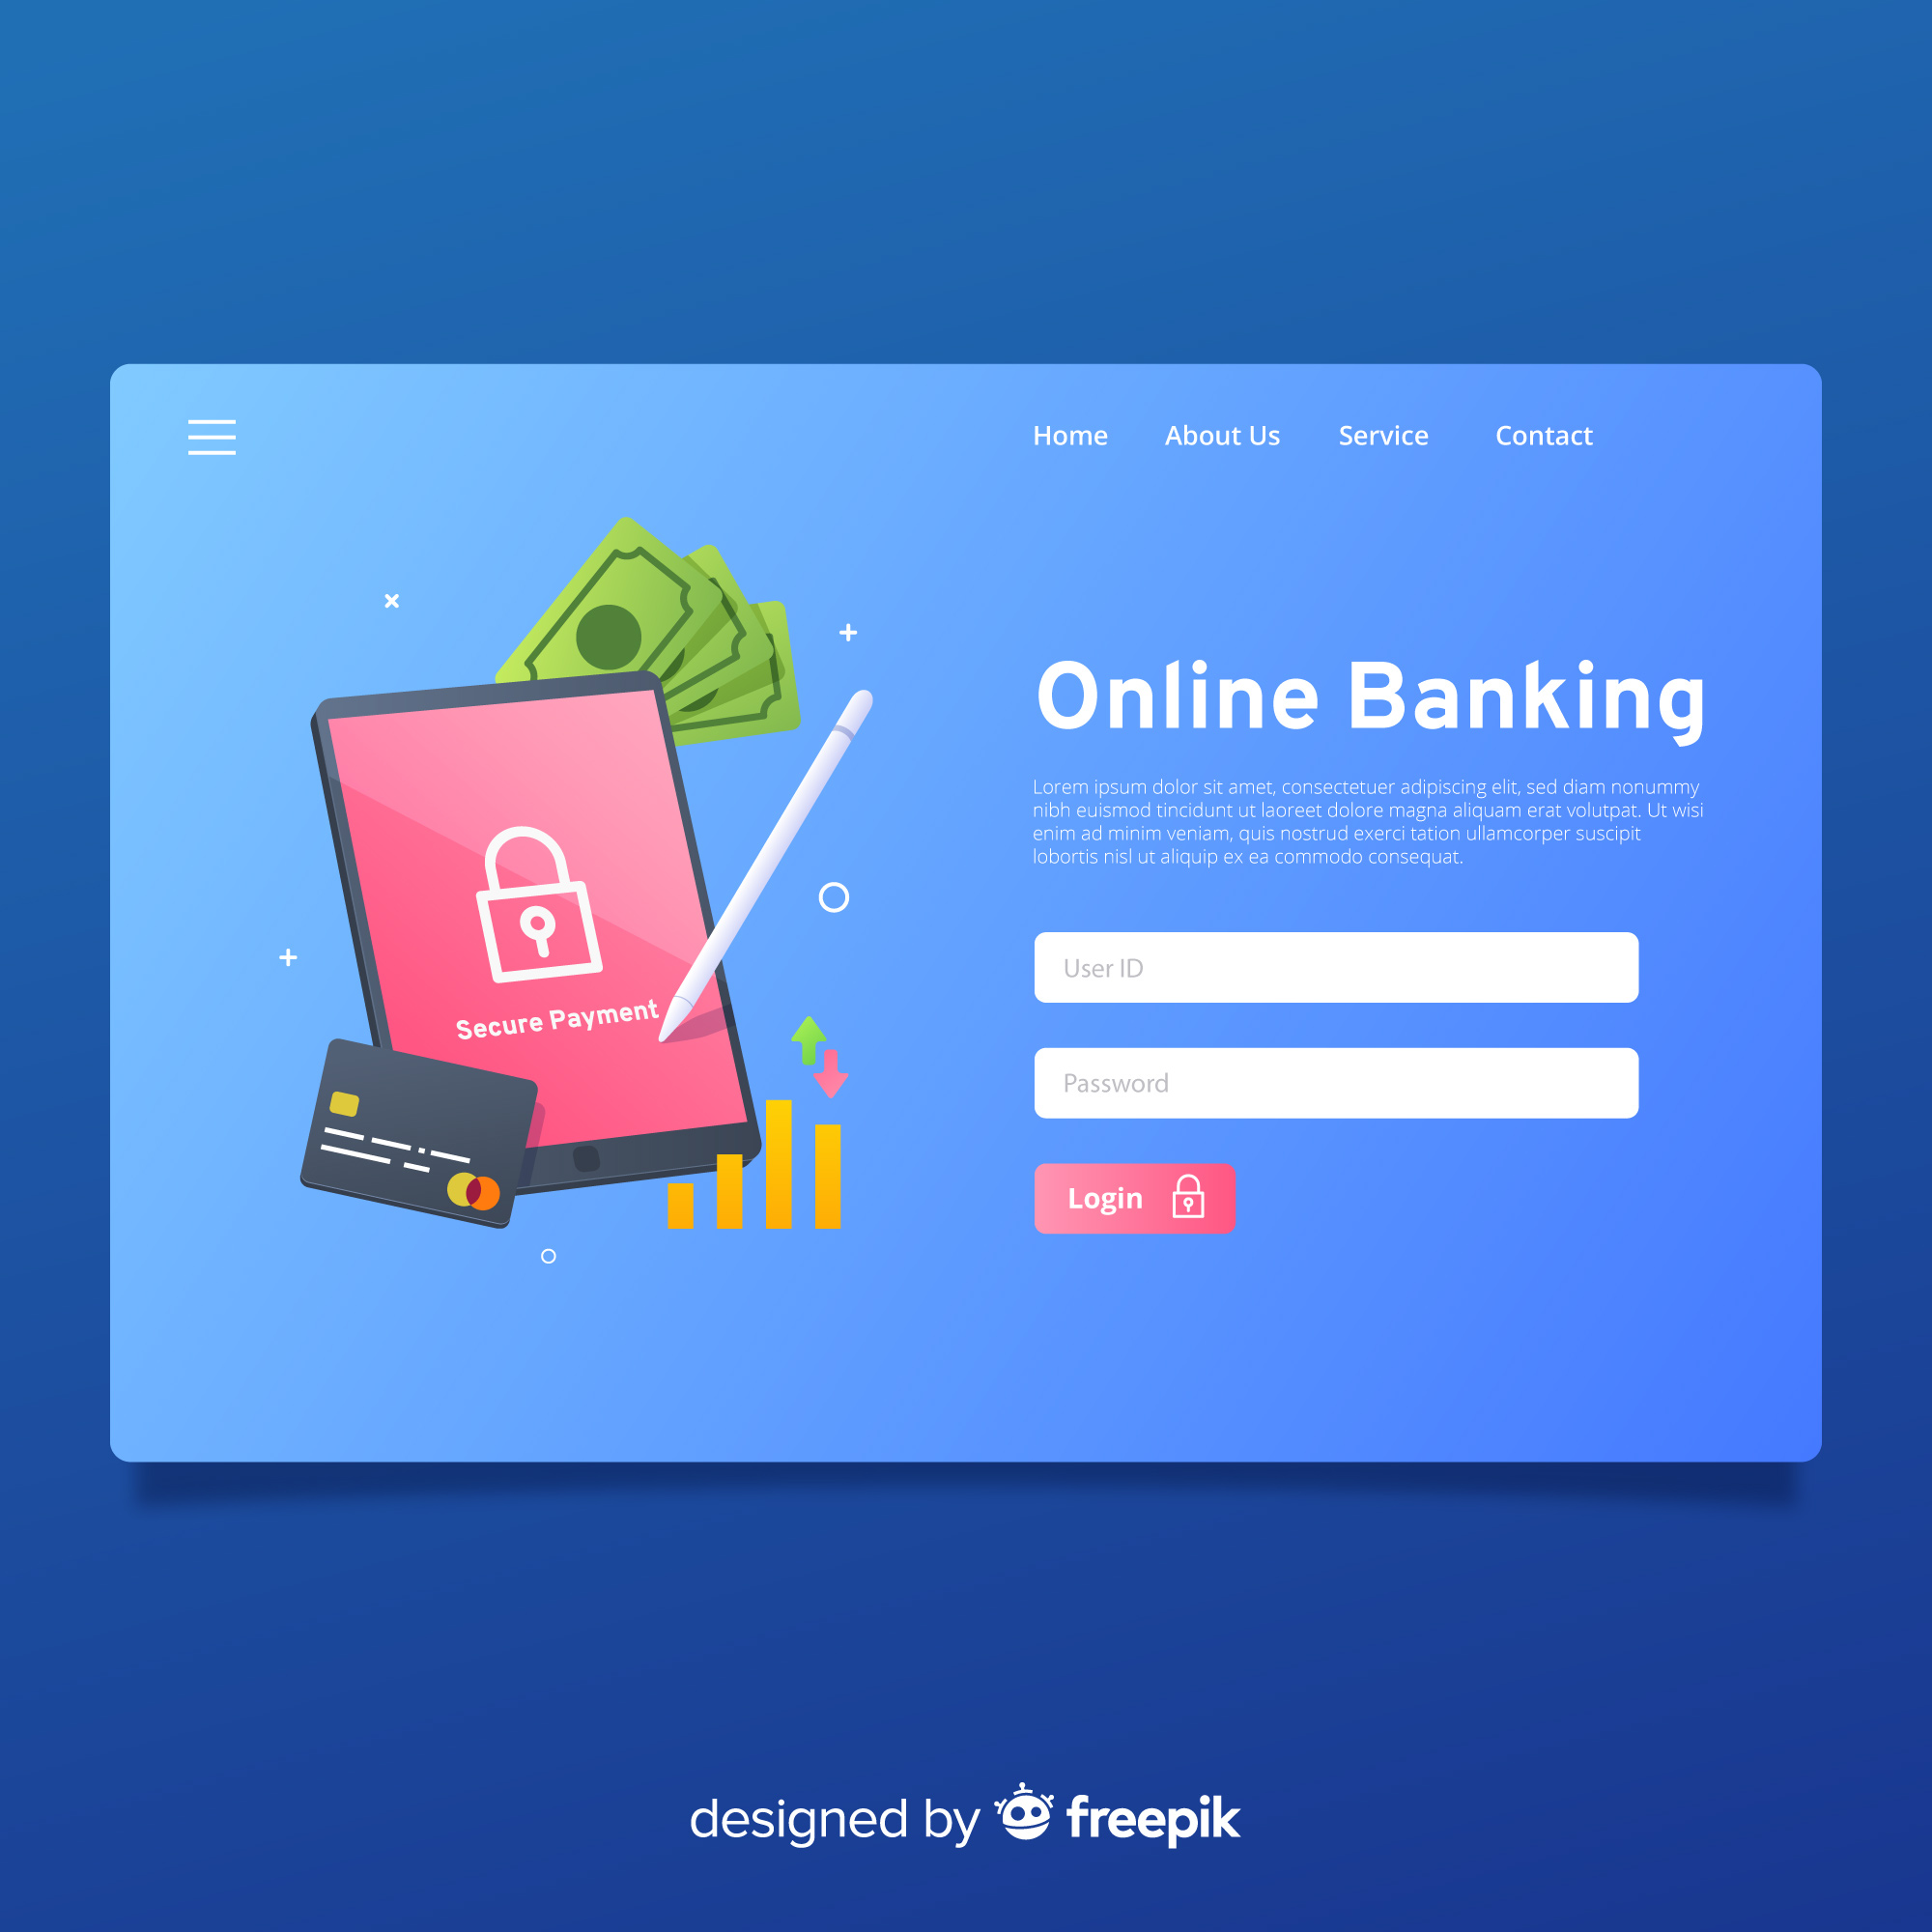 Home About Us Service Contact
Online Banking
Lorem ipsum dolor sit amet, consectetuer adipiscing elit, sed diam nonummy
nibh euismod tincidunt ut laoreet dolore magna aliquam erat volutpat. Ut wisi
enim ad minim veniam, quis nostrud exerci tation ullamcorper suscipit
lobortis nisl ut aliquip ex ea commodo consequat.
User ID
Password
Login
Secure Payment
designed by freepik